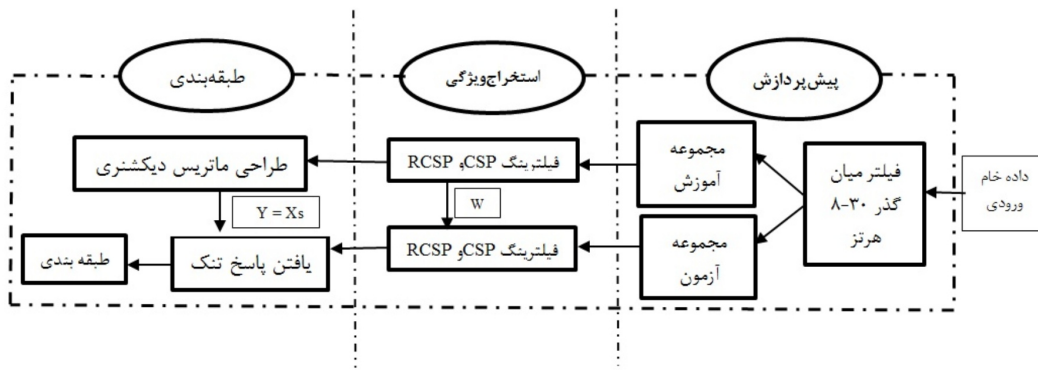 پیش‌پردازش
استخراج‌ویژگی
طبقه‌بندی
داده خام
ورودی
فیلتر میان
گذر ۳۰-۸
هرتز
مجموعه
آموزش
مجموعه
آزمون
فیلترینگ CSP و RCSP
W
فیلترینگ CSP و RCSP
طراحی ماتریس دیکشنری
Y = Xs
یافتن پاسخ تنک
طبقه بندی